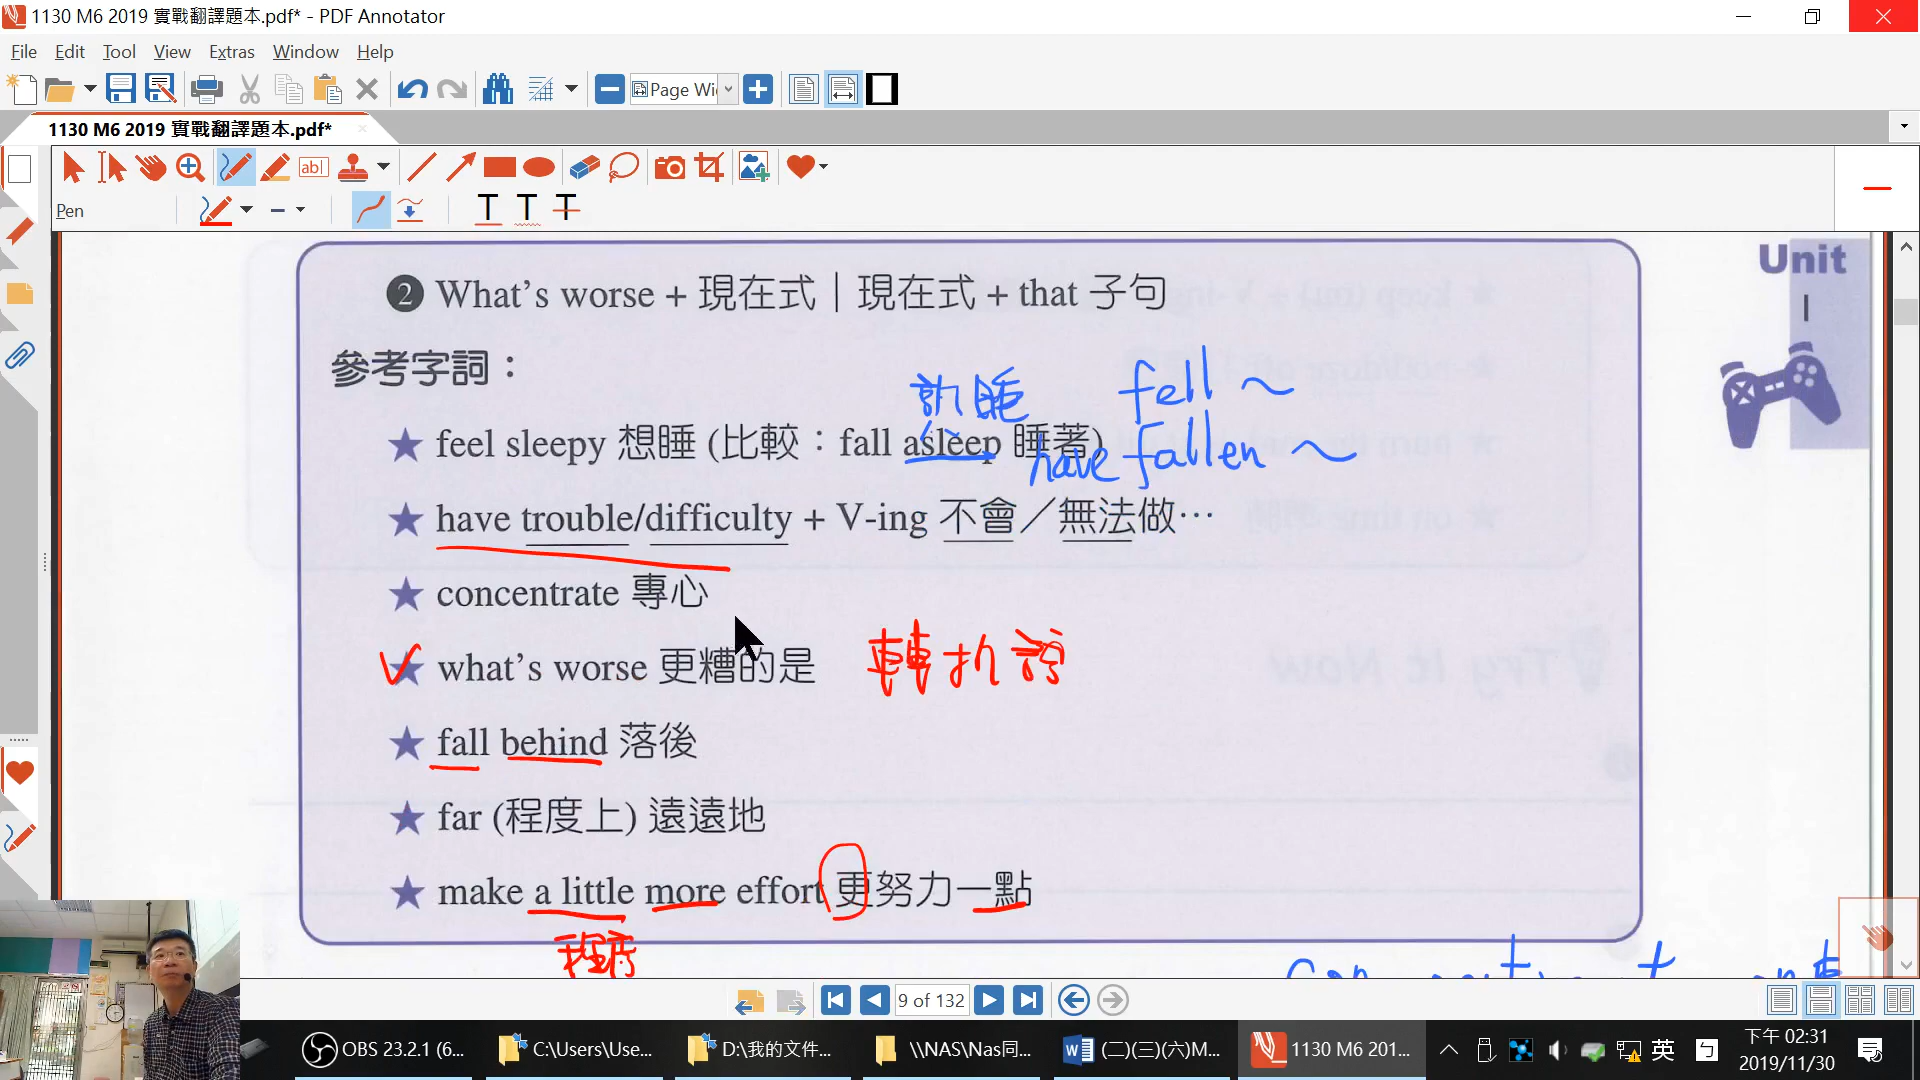 1130 M6 2019 實戰翻譯題本.pdf* - PDF Annotator
File Edit Tool View Extras Window Help
Page Wi
1130 M6 2019 實戰翻譯題本.pdf*
Pen
Unit
1
❷ What's worse + 現在式｜現在式 + that 子句
參考字詞：
熟睡 fell ~
★ feel sleepy 想睡 (比較：fall asleep 睡著)
have fallen ~
★ have trouble/difficulty + V-ing 不會／無法做…
★ concentrate 專心
★ what's worse 更糟的是 轉折語
★ fall behind 落後
★ far (程度上) 遠遠地
★ make a little more effort 更努力一點
程度
9 of 132
OBS 23.2.1 (6...
C:\Users\Use...
D:\我的文件...
\\NAS\Nas同...
(二)(三)(六)M...
1130 M6 201...
英
ㄅ
下午 02:31
2019/11/30